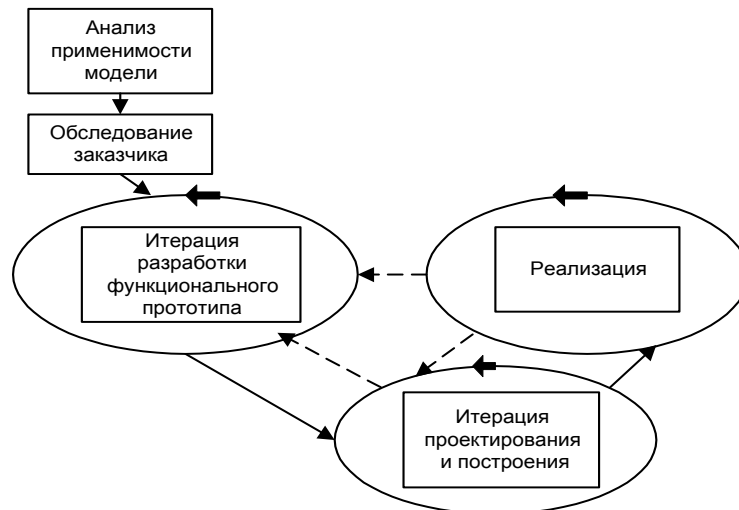 Анализ
применимости
модели
Обследование
заказчика
Итерация
разработки
функционального
прототипа
Реализация
Итерация
проектирования
и построения